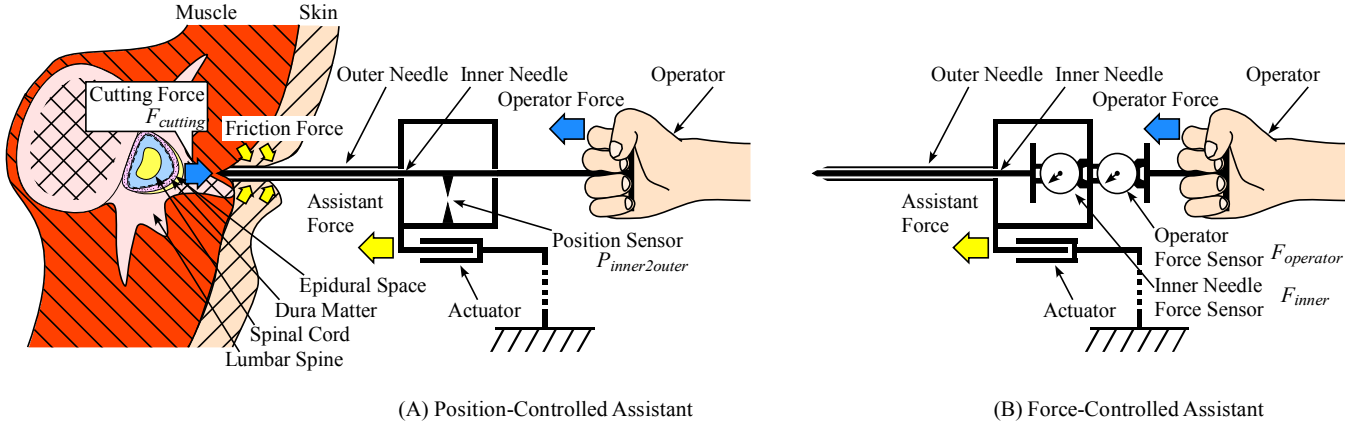 Muscle
Skin
Outer Needle
Inner Needle
Operator
Cutting Force
F_cutting
Operator Force
Friction Force
Assistant
Force
Position Sensor
P_inner2outer
Epidural Space
Dura Matter
Spinal Cord
Lumbar Spine
Actuator
(A) Position-Controlled Assistant
Outer Needle
Inner Needle
Operator
Operator Force
Assistant
Force
Operator
Force Sensor
F_operator
Inner Needle
Force Sensor
F_inner
Actuator
(B) Force-Controlled Assistant